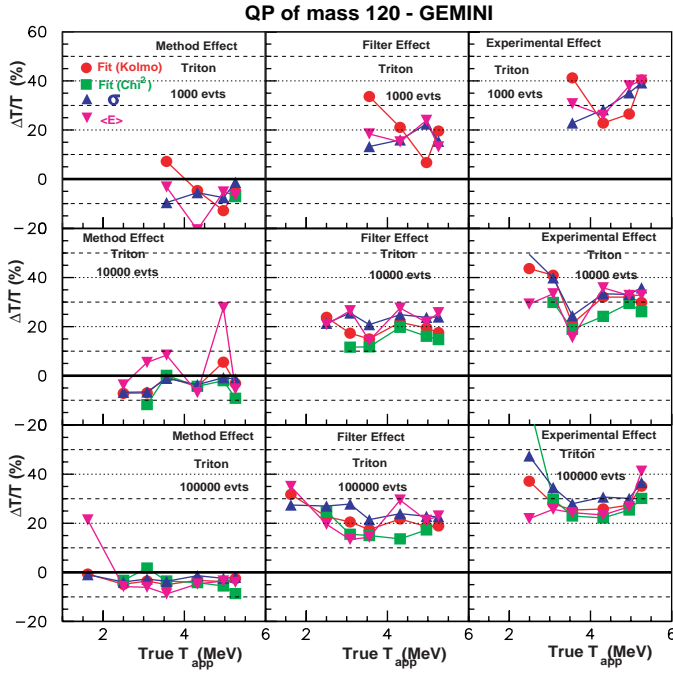 QP of mass 120 - GEMINI
ΔT/T (%)
60
40
20
0
-20
Method Effect
Fit (Kolmo)
Triton
Fit (Chi²)
1000 evts
σ
<E>
Filter Effect
Triton
1000 evts
Experimental Effect
Triton
1000 evts
ΔT/T (%)
40
20
0
-20
Method Effect
Triton
10000 evts
Filter Effect
Triton
10000 evts
Experimental Effect
Triton
10000 evts
ΔT/T (%)
40
20
0
-20
Method Effect
Triton
100000 evts
Filter Effect
Triton
100000 evts
Experimental Effect
Triton
100000 evts
2 4 6 2 4 6 2 4 6
True Tapp(MeV) True Tapp(MeV) True Tapp(MeV)